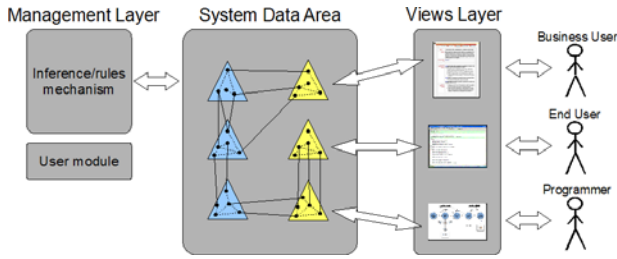 Management Layer
System Data Area
Views Layer
Inference/rules
mechanism
User module
Business User
End User
Programmer